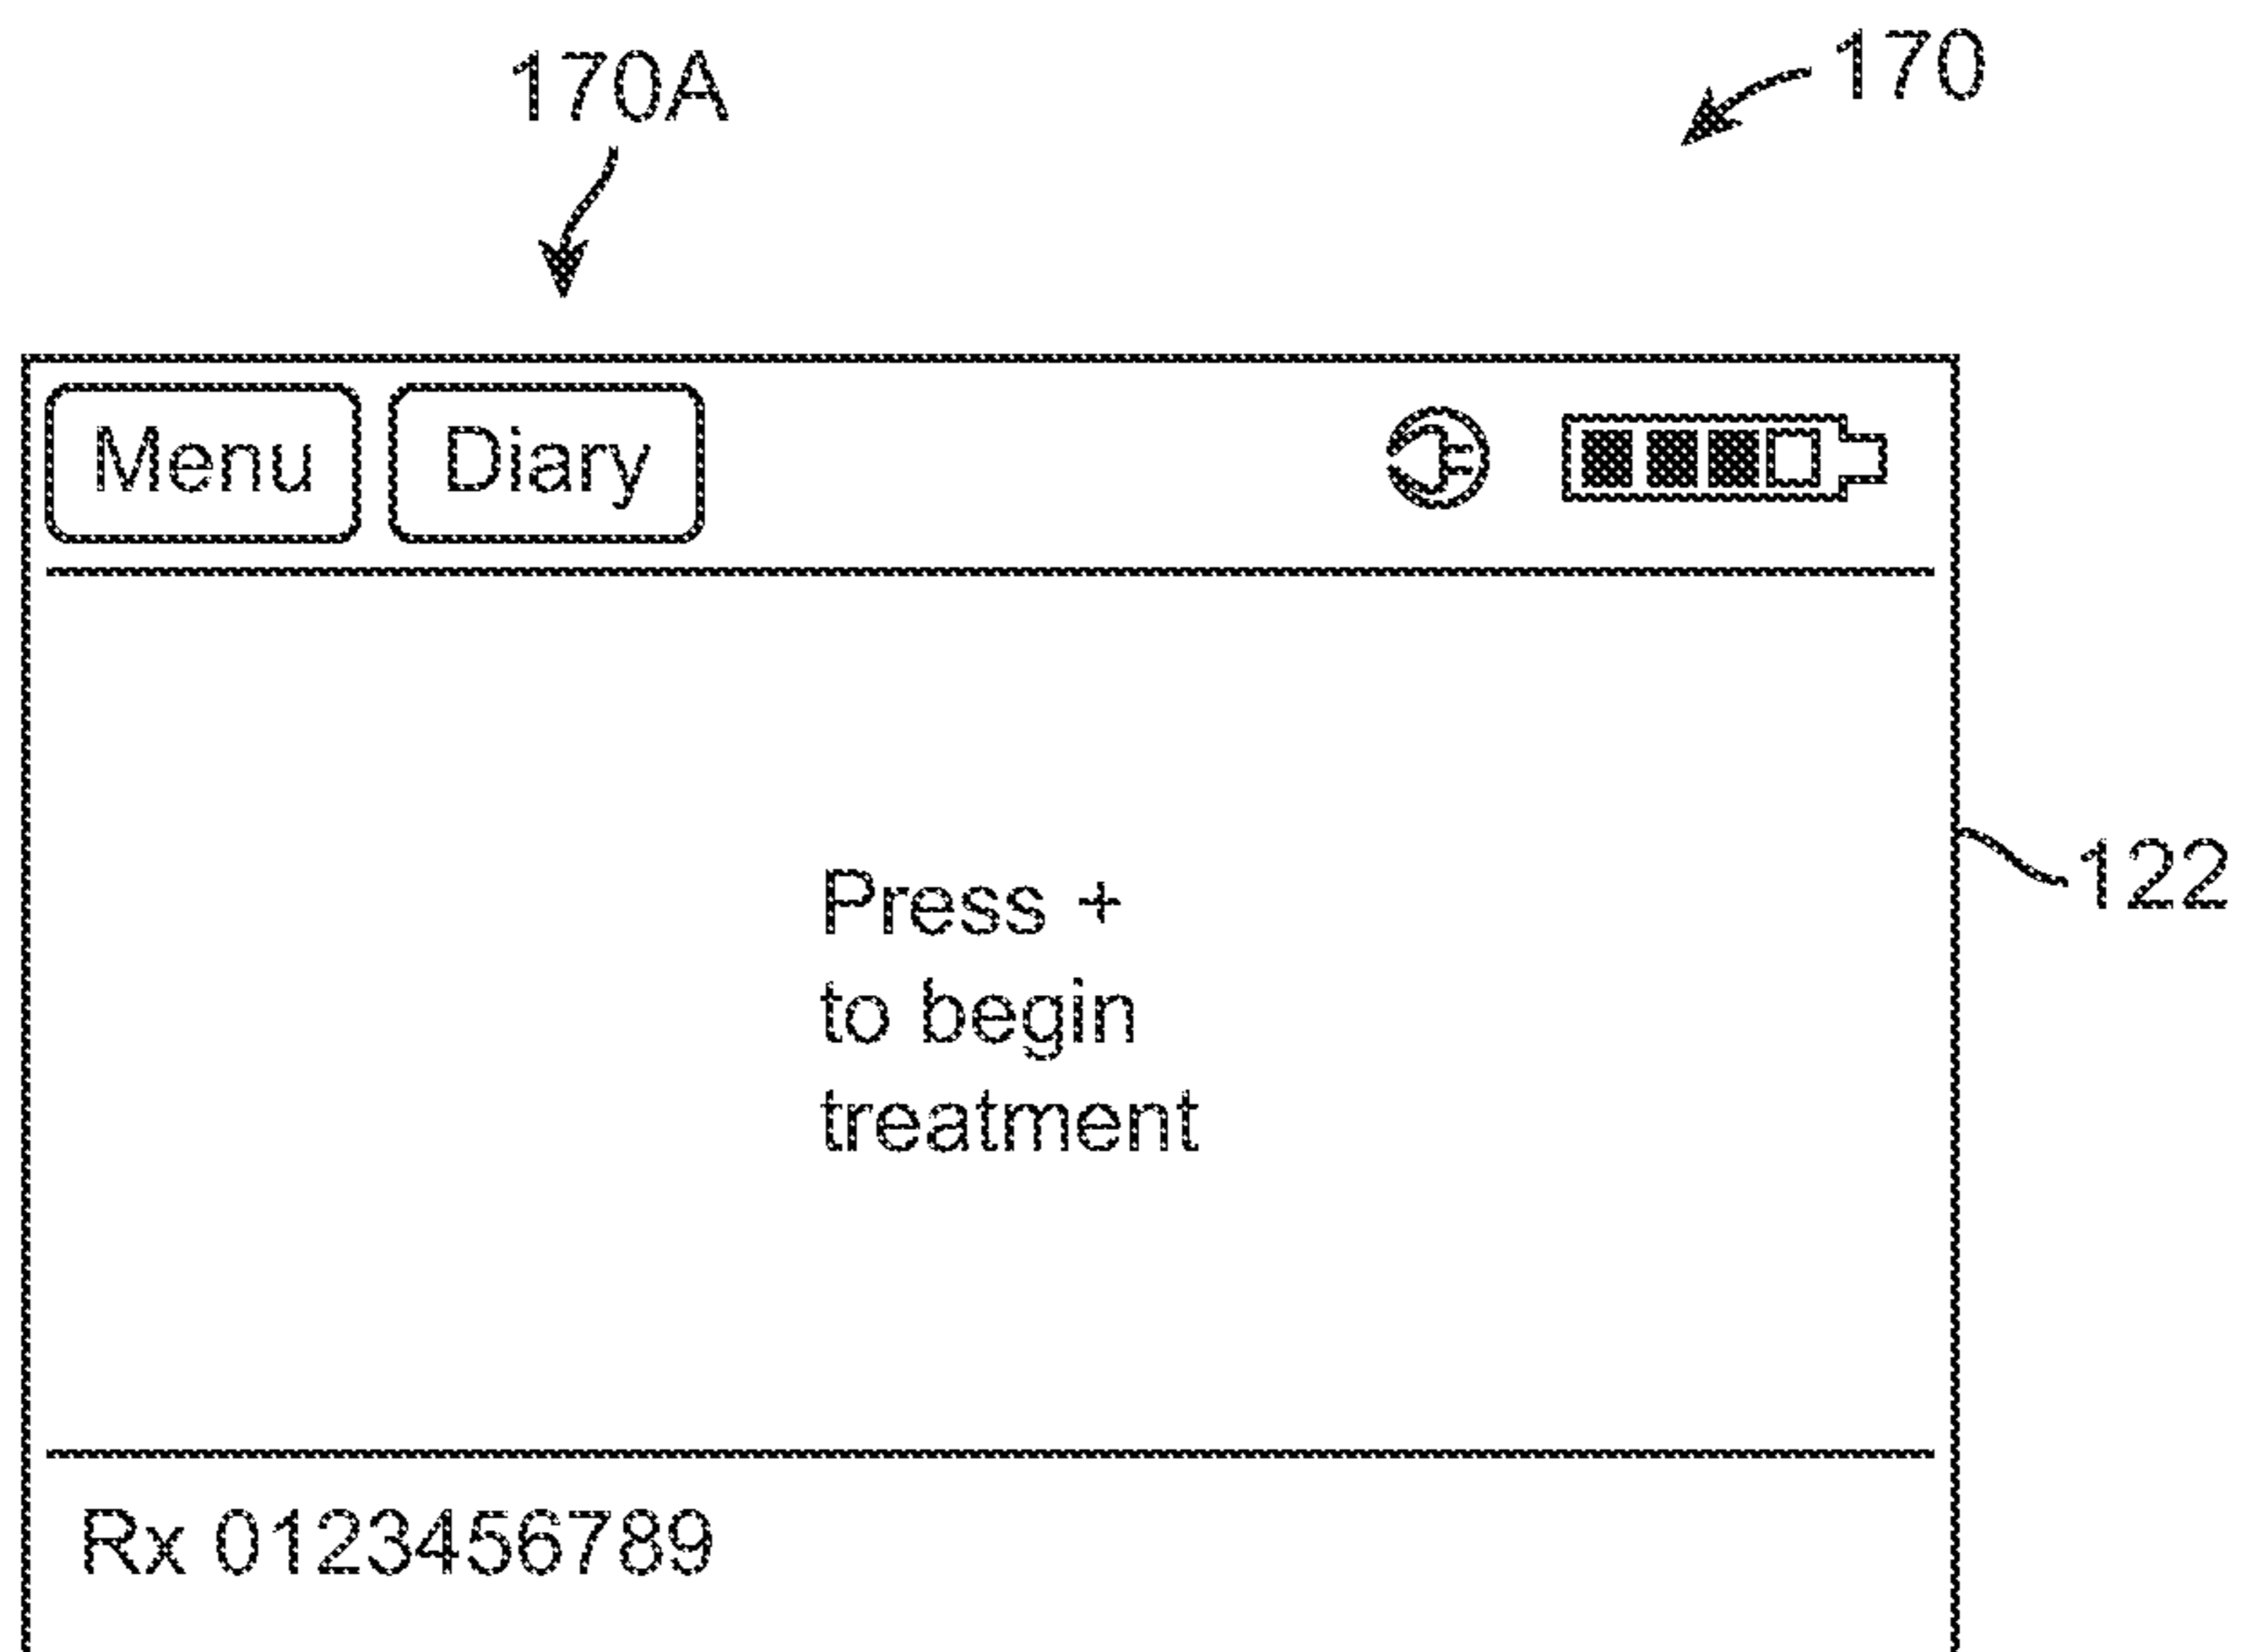 170A
170
Menu Diary
Press +
to begin
treatment
122
Rx 0123456789